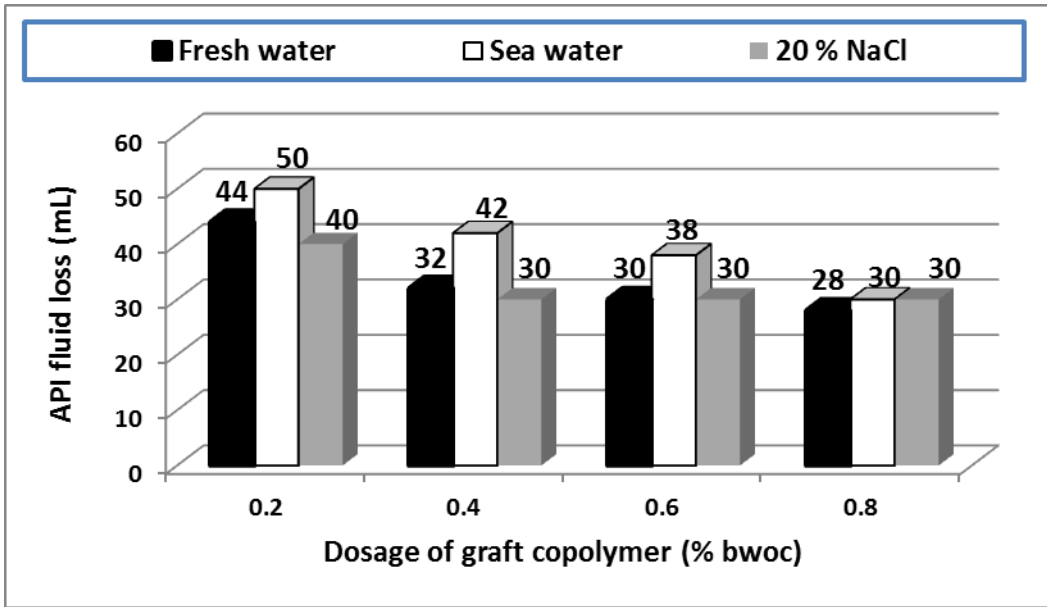 Fresh water Sea water 20 % NaCl
API fluid loss (mL)
60
50
40
30
20
10
0
44 50 40
32 42 30
30 38 30
28 30 30
0.2 0.4 0.6 0.8
Dosage of graft copolymer (% bwoc)